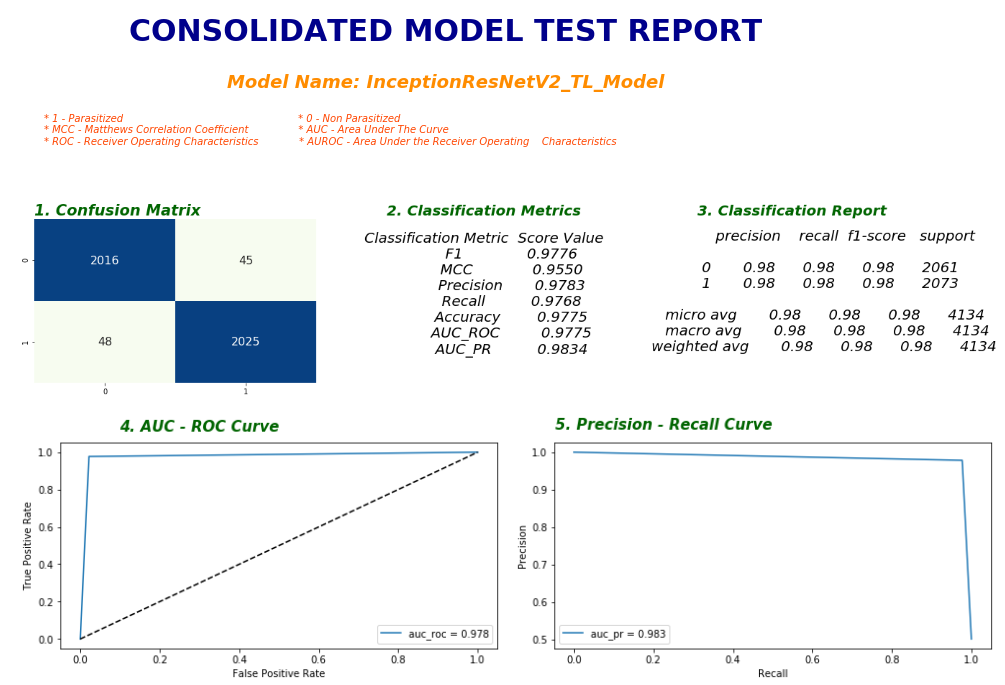 CONSOLIDATED MODEL TEST REPORT
Model Name: InceptionResNetV2_TL_Model
* 1 - Parasitized * 0 - Non Parasitized
* MCC - Matthews Correlation Coefficient * AUC - Area Under The Curve
* ROC - Receiver Operating Characteristics * AUROC - Area Under the Receiver Operating Characteristics
1. Confusion Matrix
0 2016 45
1 48 2025
0 1
2. Classification Metrics
Classification Metric Score Value
F1 0.9776
MCC 0.9550
Precision 0.9783
Recall 0.9768
Accuracy 0.9775
AUC_ROC 0.9775
AUC_PR 0.9834
3. Classification Report
precision recall f1-score support
0 0.98 0.98 0.98 2061
1 0.98 0.98 0.98 2073
micro avg 0.98 0.98 0.98 4134
macro avg 0.98 0.98 0.98 4134
weighted avg 0.98 0.98 0.98 4134
4. AUC - ROC Curve
True Positive Rate
1.0
0.8
0.6
0.4
0.2
0.0
auc_roc = 0.978
0.0 0.2 0.4 0.6 0.8 1.0
False Positive Rate
5. Precision - Recall Curve
Precision
1.0
0.9
0.8
0.7
0.6
0.5
auc_pr = 0.983
0.0 0.2 0.4 0.6 0.8 1.0
Recall